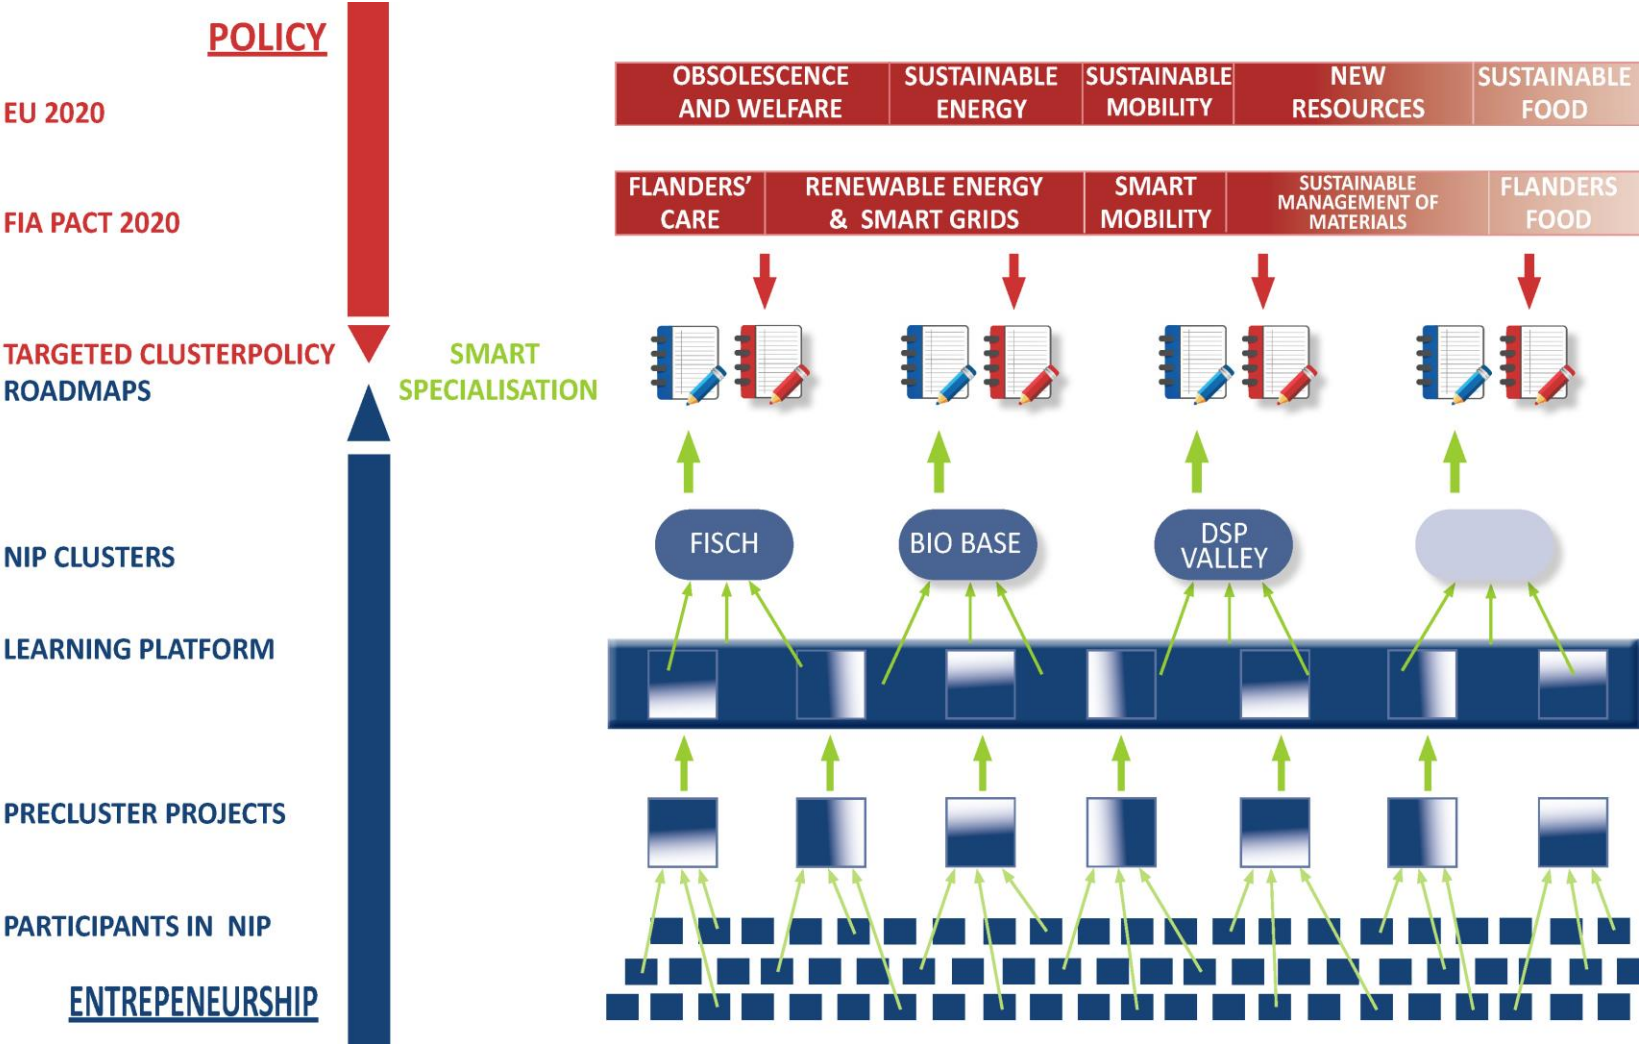 POLICY
EU 2020
OBSOLESCENCE
AND WELFARE
SUSTAINABLE
ENERGY
SUSTAINABLE
MOBILITY
NEW
RESOURCES
SUSTAINABLE
FOOD
FIA PACT 2020
FLANDERS'
CARE
RENEWABLE ENERGY
& SMART GRIDS
SMART
MOBILITY
SUSTAINABLE
MANAGEMENT OF
MATERIALS
FLANDERS
FOOD
TARGETED CLUSTERPOLICY
ROADMAPS
SMART
SPECIALISATION
NIP CLUSTERS
FISCH
BIO BASE
DSP
VALLEY
LEARNING PLATFORM
PRECLUSTER PROJECTS
PARTICIPANTS IN NIP
ENTREPENEURSHIP